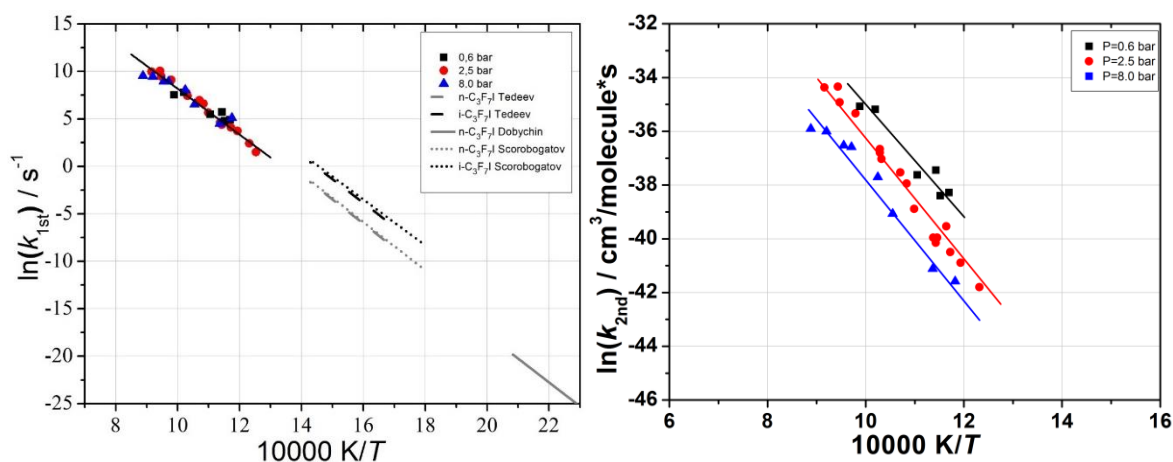 ln(k1st) / s-1
10
5
0
-5
-10
-15
-20
-25
8 10 12 14 16 18 20 22
10000 K/T
0,6 bar
2,5 bar
8,0 bar
n-C3F7I Tedeev
i-C3F7I Tedeev
n-C3F7I Dobychin
n-C3F7I Scorobogatov
i-C3F7I Scorobogatov
ln(k2nd) / cm3/molecule*s
-32
-34
-36
-38
-40
-42
-44
-46
6 8 10 12 14 16
10000 K/T
P=0.6 bar
P=2.5 bar
P=8.0 bar